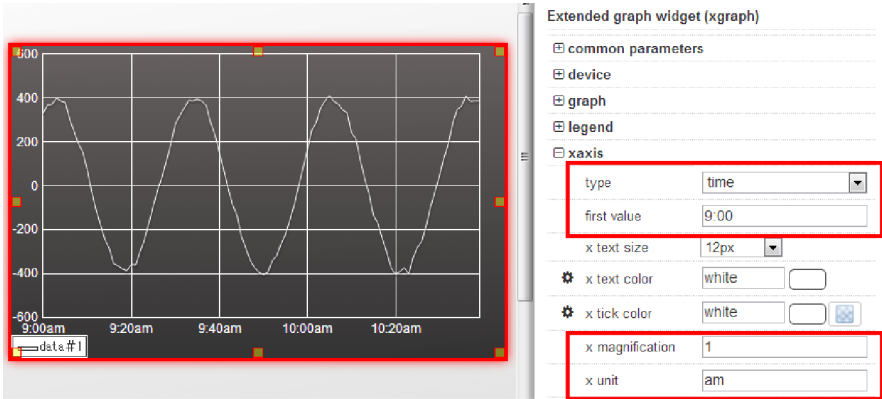 Extended graph widget (xgraph)
common parameters
device
graph
legend
xaxis
type time
first value 9:00
x text size 12px
x text color white
x tick color white
x magnification 1
x unit am
600
400
200
0
-200
-400
-600
9:00am 9:20am 9:40am 10:00am 10:20am
data#1